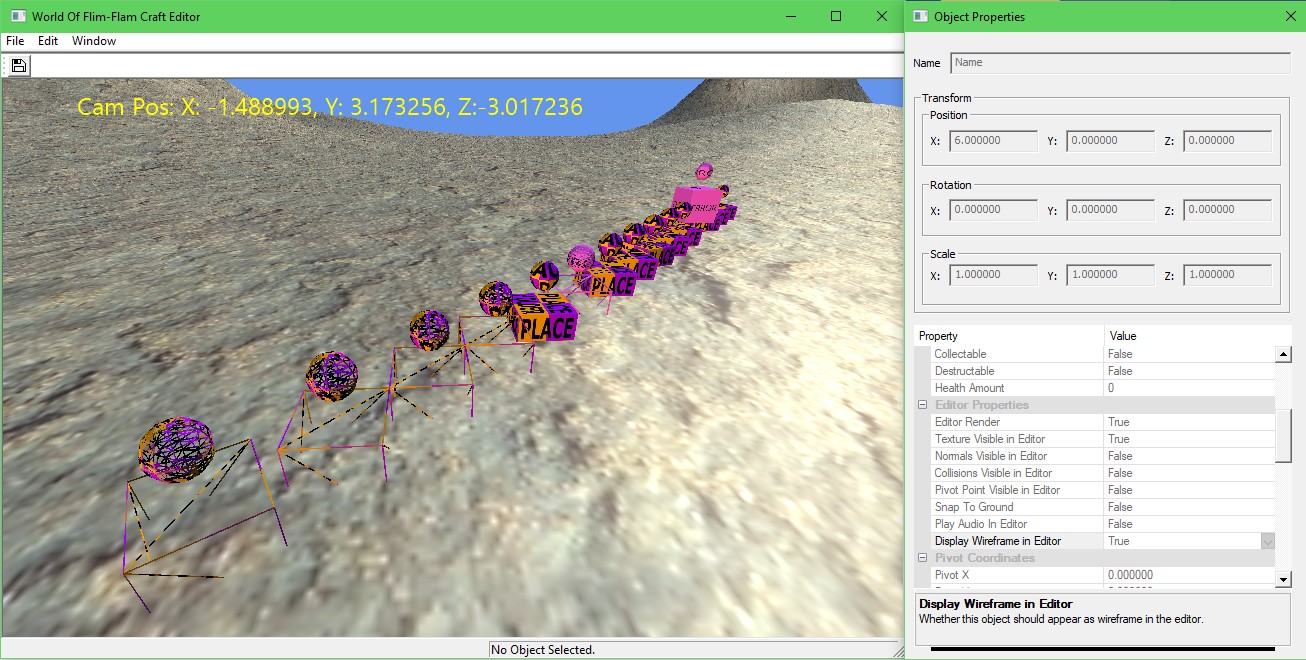 World Of Flim-Flam Craft Editor
File Edit Window
Cam Pos: X: -1.488993, Y: 3.173256, Z:-3.017236
PLACE
PLACE
No Object Selected.
Object Properties
Name Name
Transform
Position
X: 6.000000 Y: 0.000000 Z: 0.000000
Rotation
X: 0.000000 Y: 0.000000 Z: 0.000000
Scale
X: 1.000000 Y: 1.000000 Z: 1.000000
Property Value
Collectable False
Destructable False
Health Amount 0
Editor Properties
Editor Render True
Texture Visible in Editor True
Normals Visible in Editor False
Collisions Visible in Editor False
Pivot Point Visible in Editor False
Snap To Ground False
Play Audio In Editor False
Display Wireframe in Editor True
Pivot Coordinates
Pivot X 0.000000
Display Wireframe in Editor
Whether this object should appear as wireframe in the editor.